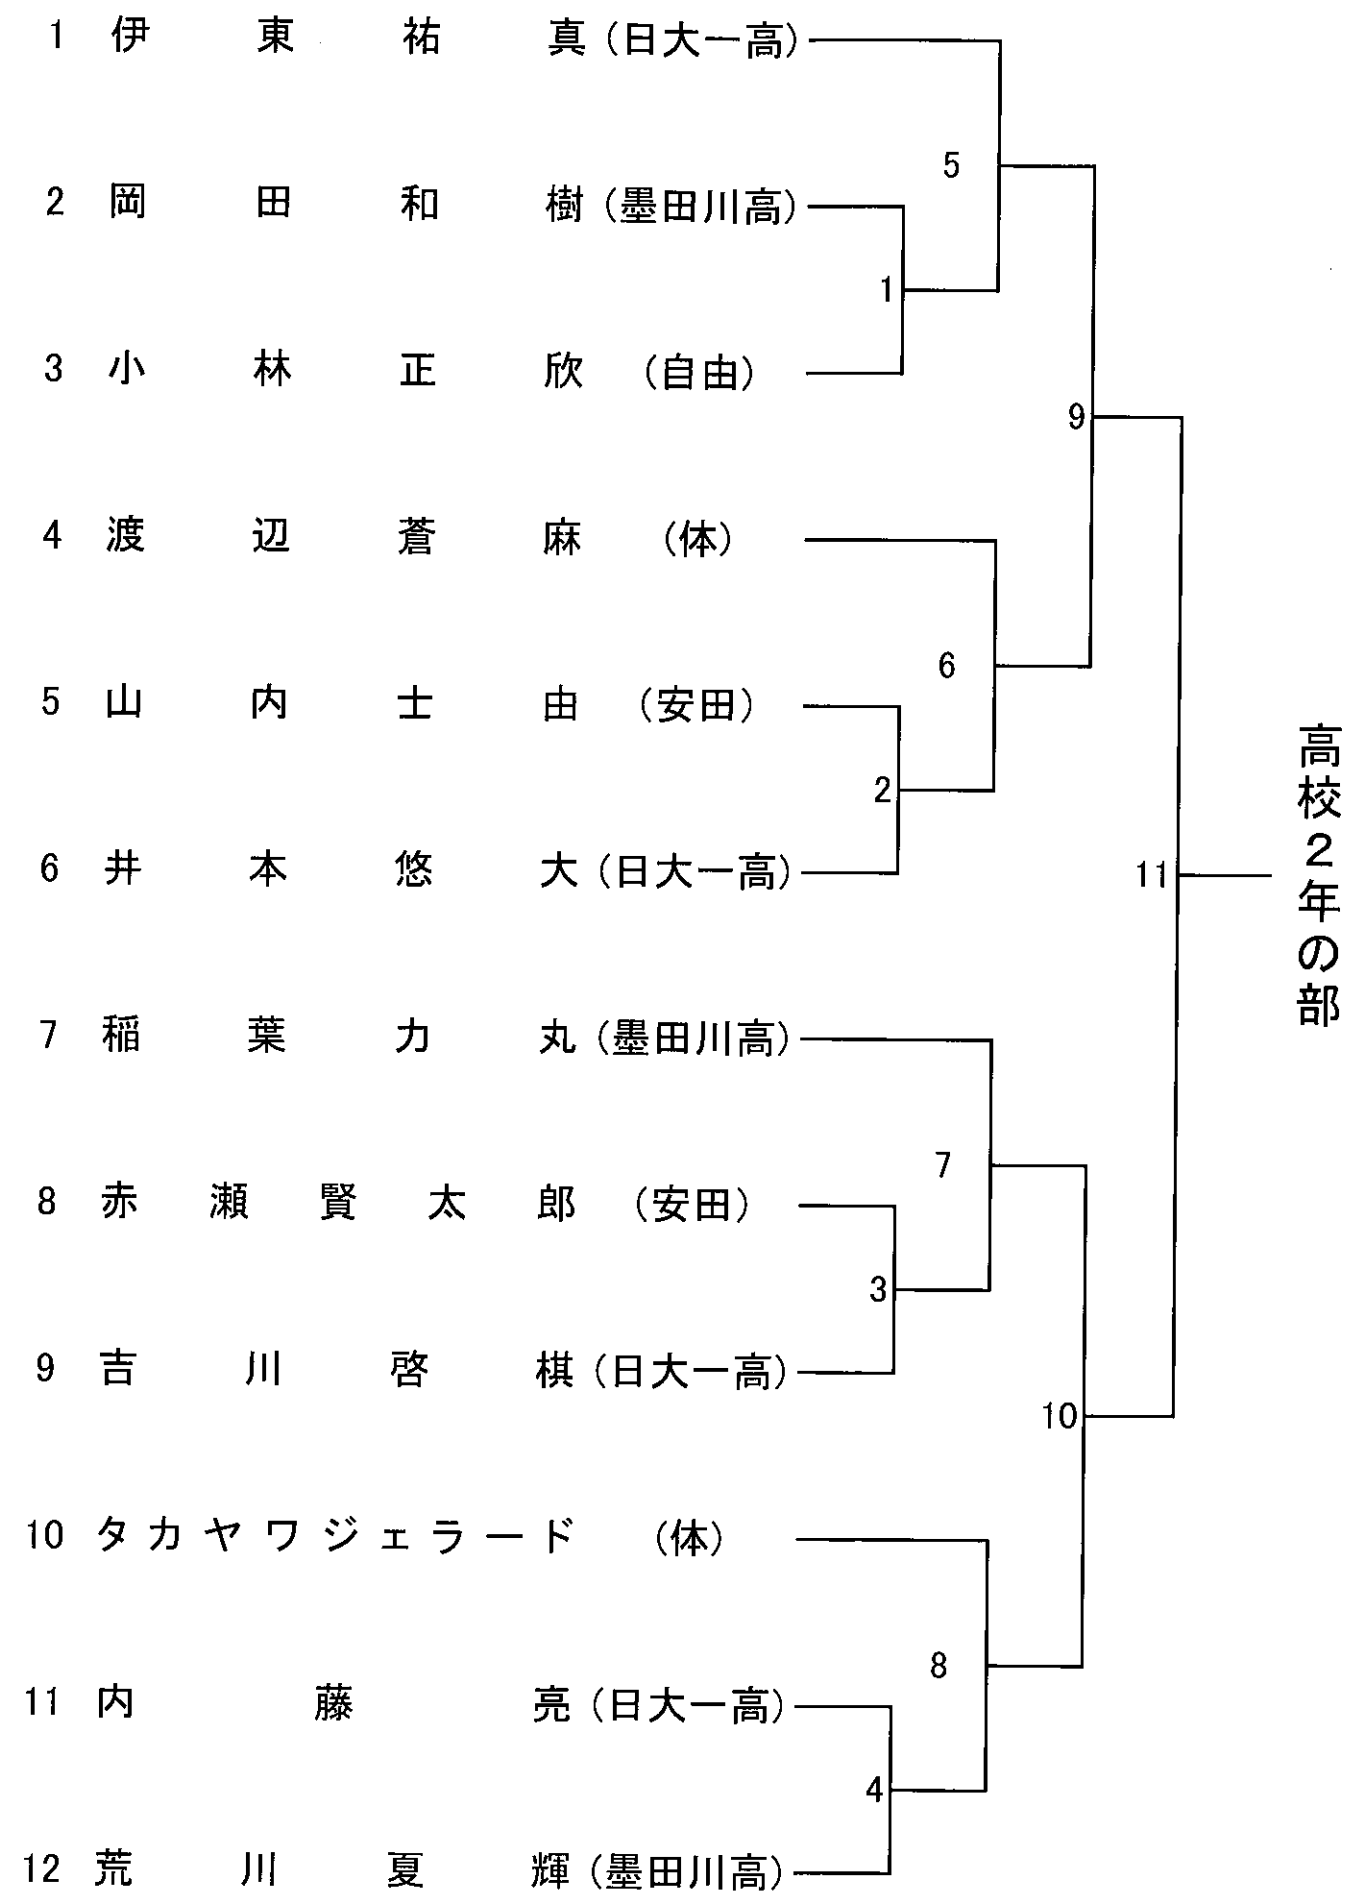 1 伊東祐真(日大一高)
5
2 岡田和樹(墨田川高)
1
3 小林正欣(自由)
9
4 渡辺蒼麻(体)
6
5 山内士由(安田)
2
6 井本悠大(日大一高)
11
高校2年の部
7 稲葉力丸(墨田川高)
7
8 赤瀬賢太郎(安田)
3
9 吉川啓棋(日大一高)
10
10 タカヤワジェラード(体)
8
11 内藤亮(日大一高)
4
12 荒川夏輝(墨田川高)